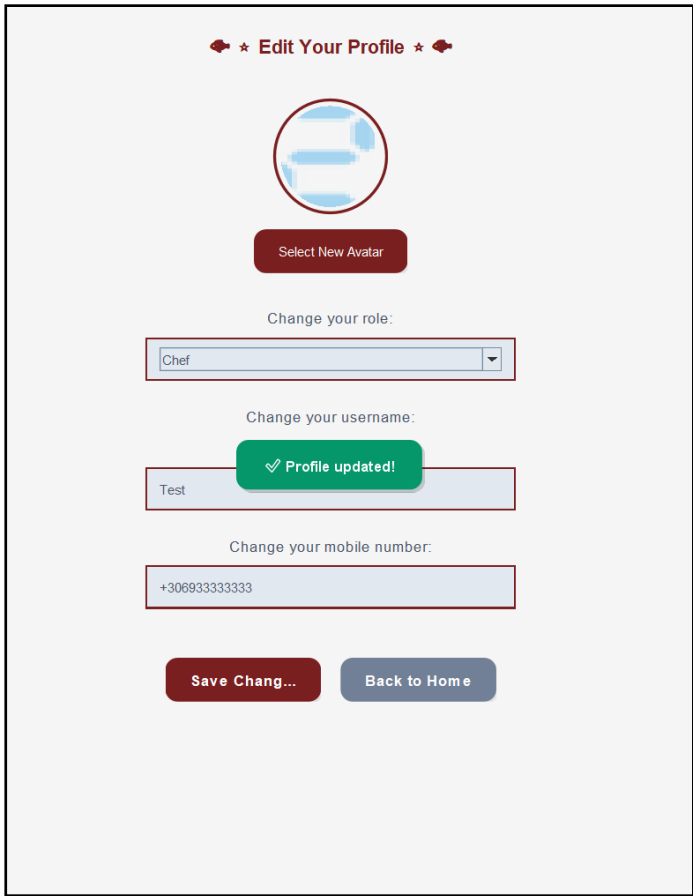 Edit Your Profile
Select New Avatar
Change your role:
Chef
Change your username:
✓ Profile updated!
Test
Change your mobile number:
+306933333333
Save Chang...
Back to Home